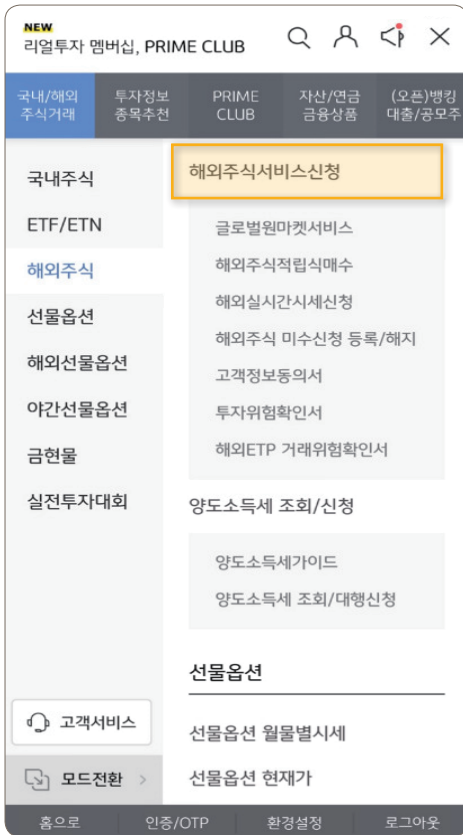 NEW
리얼투자 멤버십, PRIME CLUB
국내/해외 주식거래
투자정보 종목추천
PRIME CLUB
자산/연금 금융상품
(오픈)뱅킹 대출/공모주
국내주식
ETF/ETN
해외주식
선물옵션
해외선물옵션
야간선물옵션
금현물
실전투자대회
고객서비스
모드전환 >
해외주식서비스신청
글로벌원마켓서비스
해외주식적립식매수
해외실시간시세신청
해외주식 미수신청 등록/해지
고객정보동의서
투자위험확인서
해외ETP 거래위험확인서
양도소득세 조회/신청
양도소득세가이드
양도소득세 조회/대행신청
선물옵션
선물옵션 월물별시세
선물옵션 현재가
홈으로
인증/OTP
환경설정
로그아웃